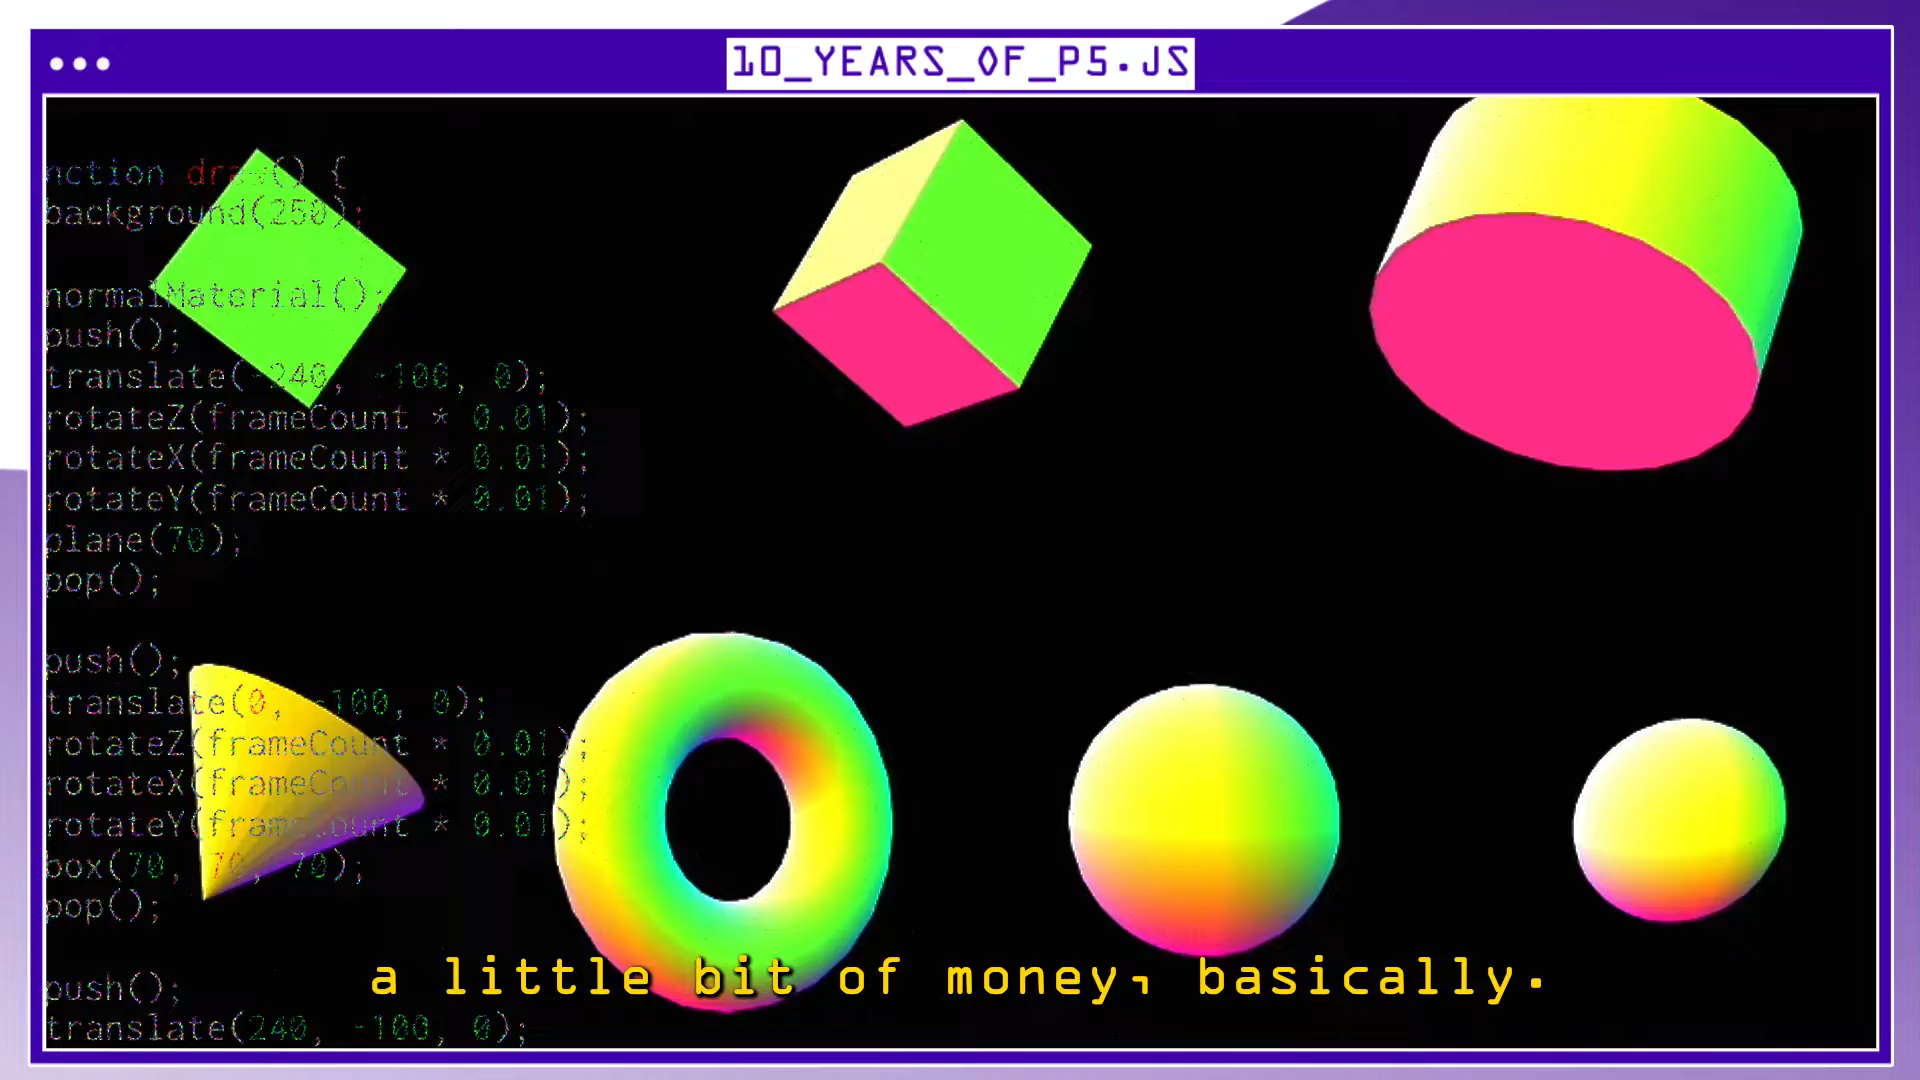 10_YEARS_OF_P5.JS
nction draw() {
background(250);
normalMaterial();
push();
translate(-240, -100, 0);
rotateZ(frameCount * 0.01);
rotateX(frameCount * 0.01);
rotateY(frameCount * 0.01);
plane(70);
pop();
push();
translate(0, -100, 0);
rotateZ(frameCount * 0.01);
rotateX(frameCount * 0.01);
rotateY(frameCount * 0.01);
box(70, 70, 70);
pop();
push();
translate(240, -100, 0);
a little bit of money, basically.